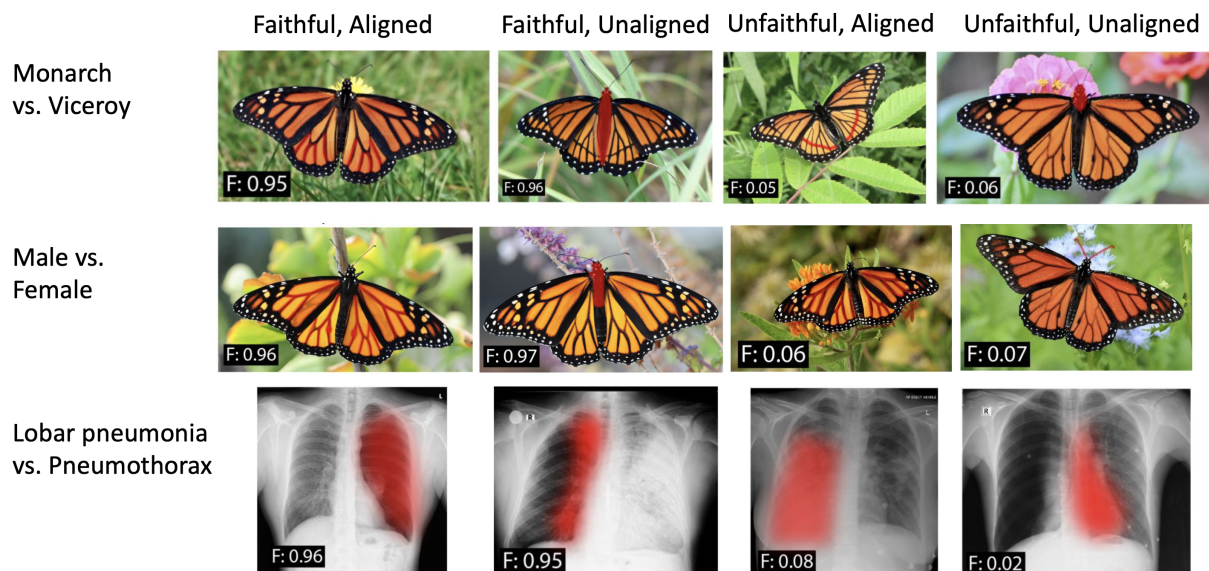 Faithful, Aligned
Faithful, Unaligned
Unfaithful, Aligned
Unfaithful, Unaligned
Monarch
vs. Viceroy
F: 0.95
F: 0.96
F: 0.05
F: 0.06
Male vs.
Female
F: 0.96
F: 0.97
F: 0.06
F: 0.07
Lobar pneumonia
vs. Pneumothorax
L
R
L
R
F: 0.96
F: 0.95
F: 0.08
F: 0.02